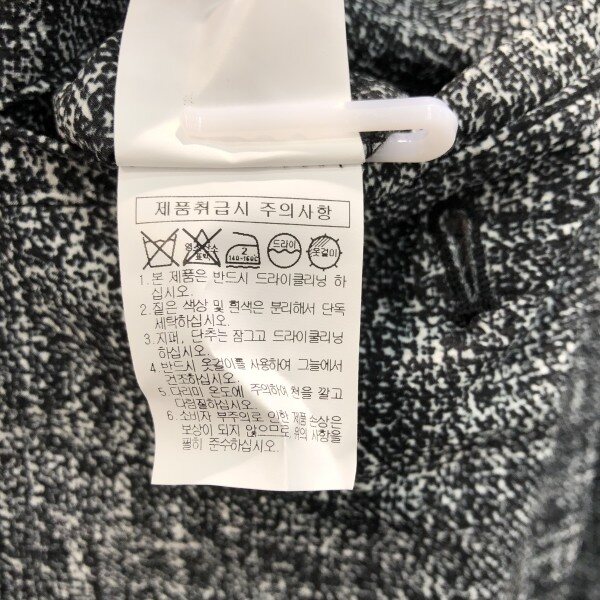 제품취급시 주의사항
염소
표백
2
140-160℃
드라이
옷걸이
1. 본 제품은 반드시 드라이클리닝 하
십시오.
2. 짙은 색상 및 흰색은 분리해서 단독
세탁하십시오.
3. 지퍼, 단추는 잠그고 드라이쿨리닝
하십시오.
4. 반드시 옷걸이를 사용하여 그늘에서
건조하십시오.
5. 다리미 온도에 주의하여 천을 깔고
다림질하십시오.
6. 소비자 부주의로 인한 제품 손상은
보상이 되지 않으므로, 위의 사항을
필히 준수하십시오.